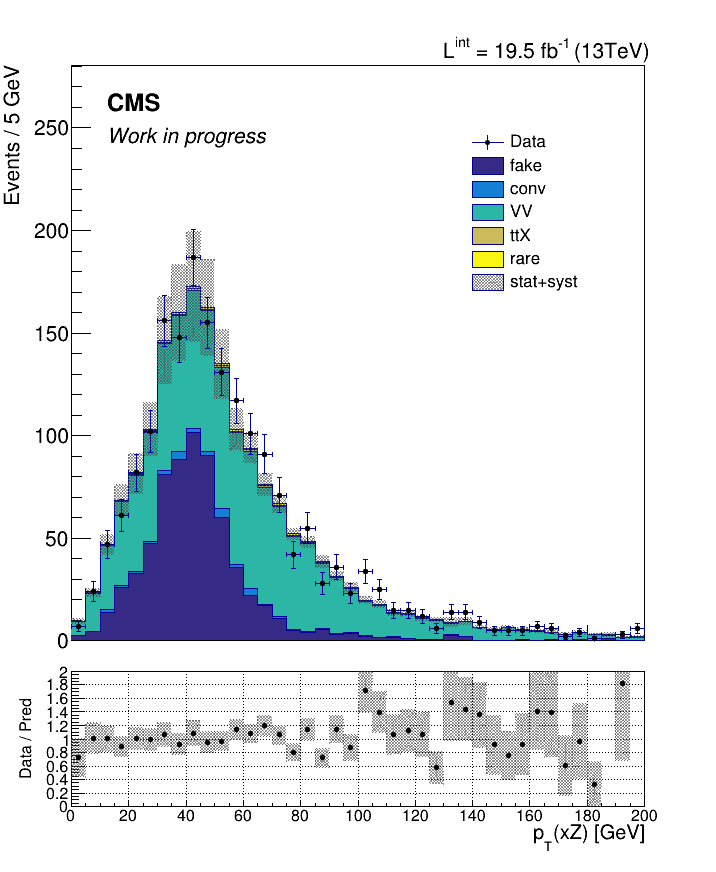 L^int = 19.5 fb^-1 (13TeV)
Events / 5 GeV
CMS
Work in progress
Data
fake
conv
VV
ttX
rare
stat+syst
250
200
150
100
50
0
Data / Pred
2
1.8
1.6
1.4
1.2
1
0.8
0.6
0.4
0.2
0
0 20 40 60 80 100 120 140 160 180 200
p_T(xZ) [GeV]